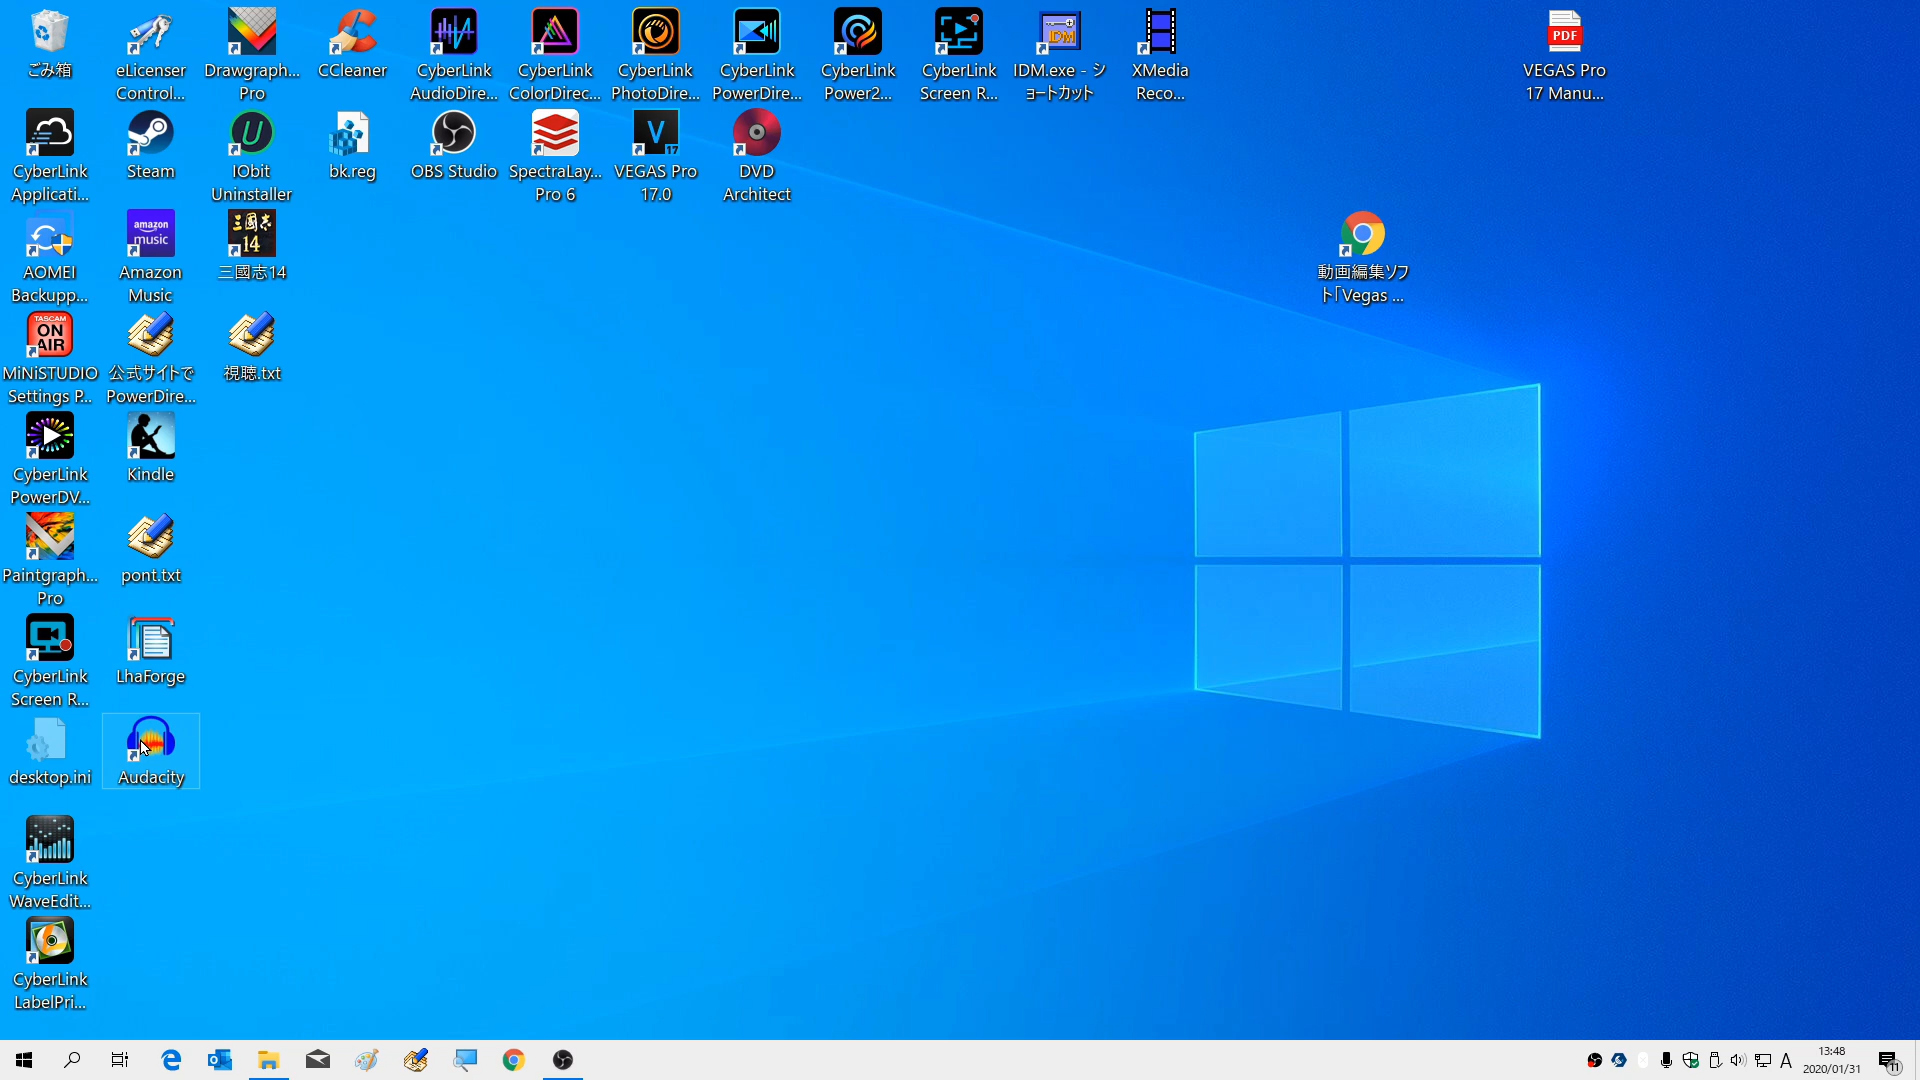 ごみ箱
eLicenser
Control...
Drawgraph...
Pro
CCleaner
CyberLink
AudioDire...
CyberLink
ColorDirec...
CyberLink
PhotoDire...
CyberLink
PowerDire...
CyberLink
Power2...
CyberLink
Screen R...
IDM
IDM.exe - シ
ョートカット
XMedia
Reco...
PDF
VEGAS Pro
17 Manu...
CyberLink
Applicati...
Steam
U
IObit
Uninstaller
bk.reg
OBS Studio
SpectraLay...
Pro 6
V
17
VEGAS Pro
17.0
DVD
Architect
AOMEI
Backupp...
amazon
music
Amazon
Music
三國志
14
三國志14
動画編集ソフ
ト「Vegas ...
TASCAM
ON
AIR
MiNiSTUDIO
Settings P...
公式サイトで
PowerDire...
視聴.txt
CyberLink
PowerDV...
Kindle
Paintgraph...
Pro
pont.txt
CyberLink
Screen R...
LhaForge
desktop.ini
Audacity
CyberLink
WaveEdit...
CyberLink
LabelPri...
A
13:48
2020/01/31
11